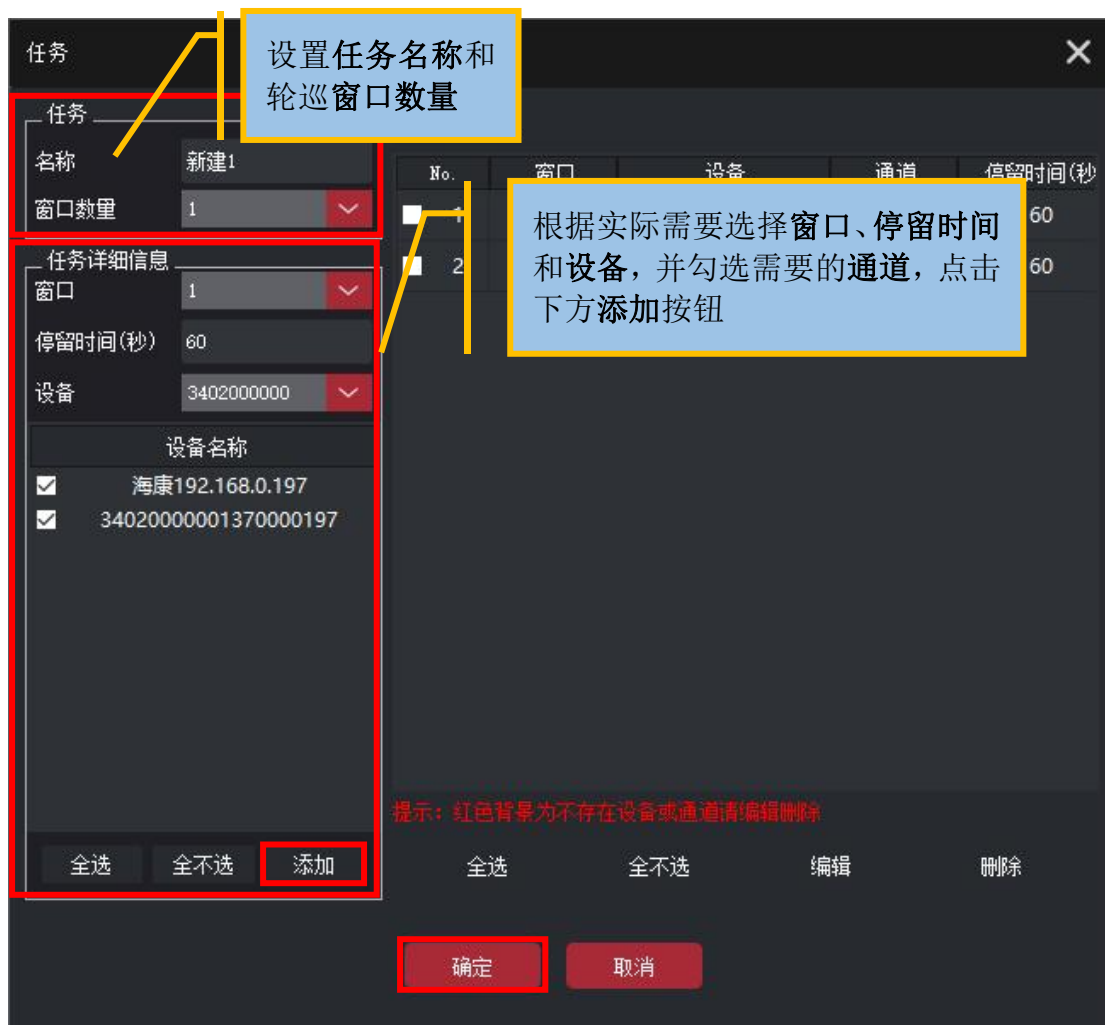 任务
设置任务名称和
轮巡窗口数量
任务
名称 新建1
窗口数量 1
任务详细信息
窗口 1
停留时间(秒) 60
设备 3402000000
设备名称
海康192.168.0.197
34020000001370000197
全选 全不选 添加
No. 窗口 设备 通道 停留时间(秒
1 60
2 60
根据实际需要选择窗口、停留时间
和设备，并勾选需要的通道，点击
下方添加按钮
提示：红色背景为不存在设备或通道请编辑删除
全选 全不选 编辑 删除
确定 取消